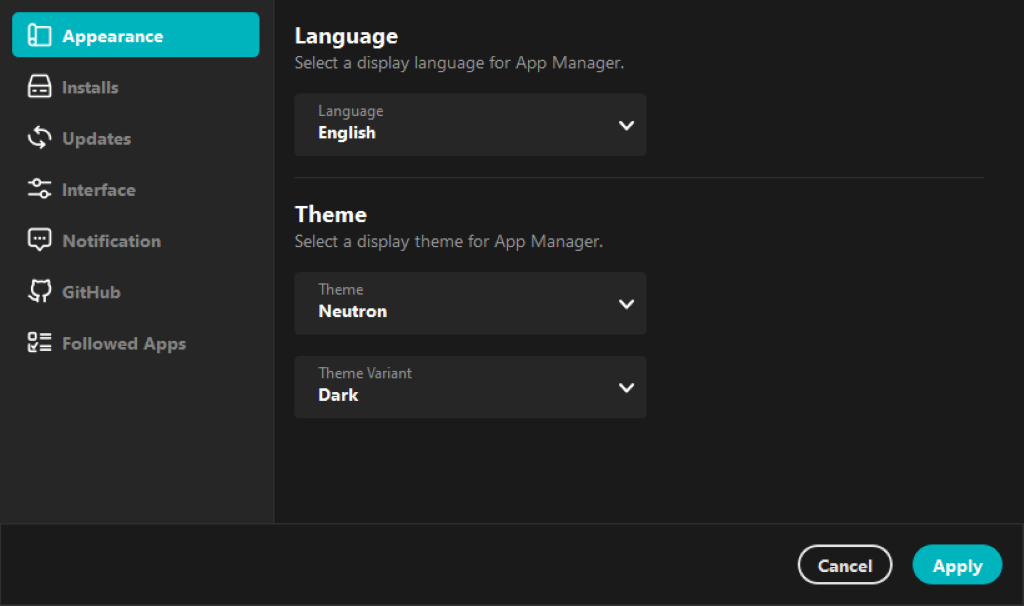 Appearance
Installs
Updates
Interface
Notification
GitHub
Followed Apps
Language
Select a display language for App Manager.
Language
English
Theme
Select a display theme for App Manager.
Theme
Neutron
Theme Variant
Dark
Cancel
Apply